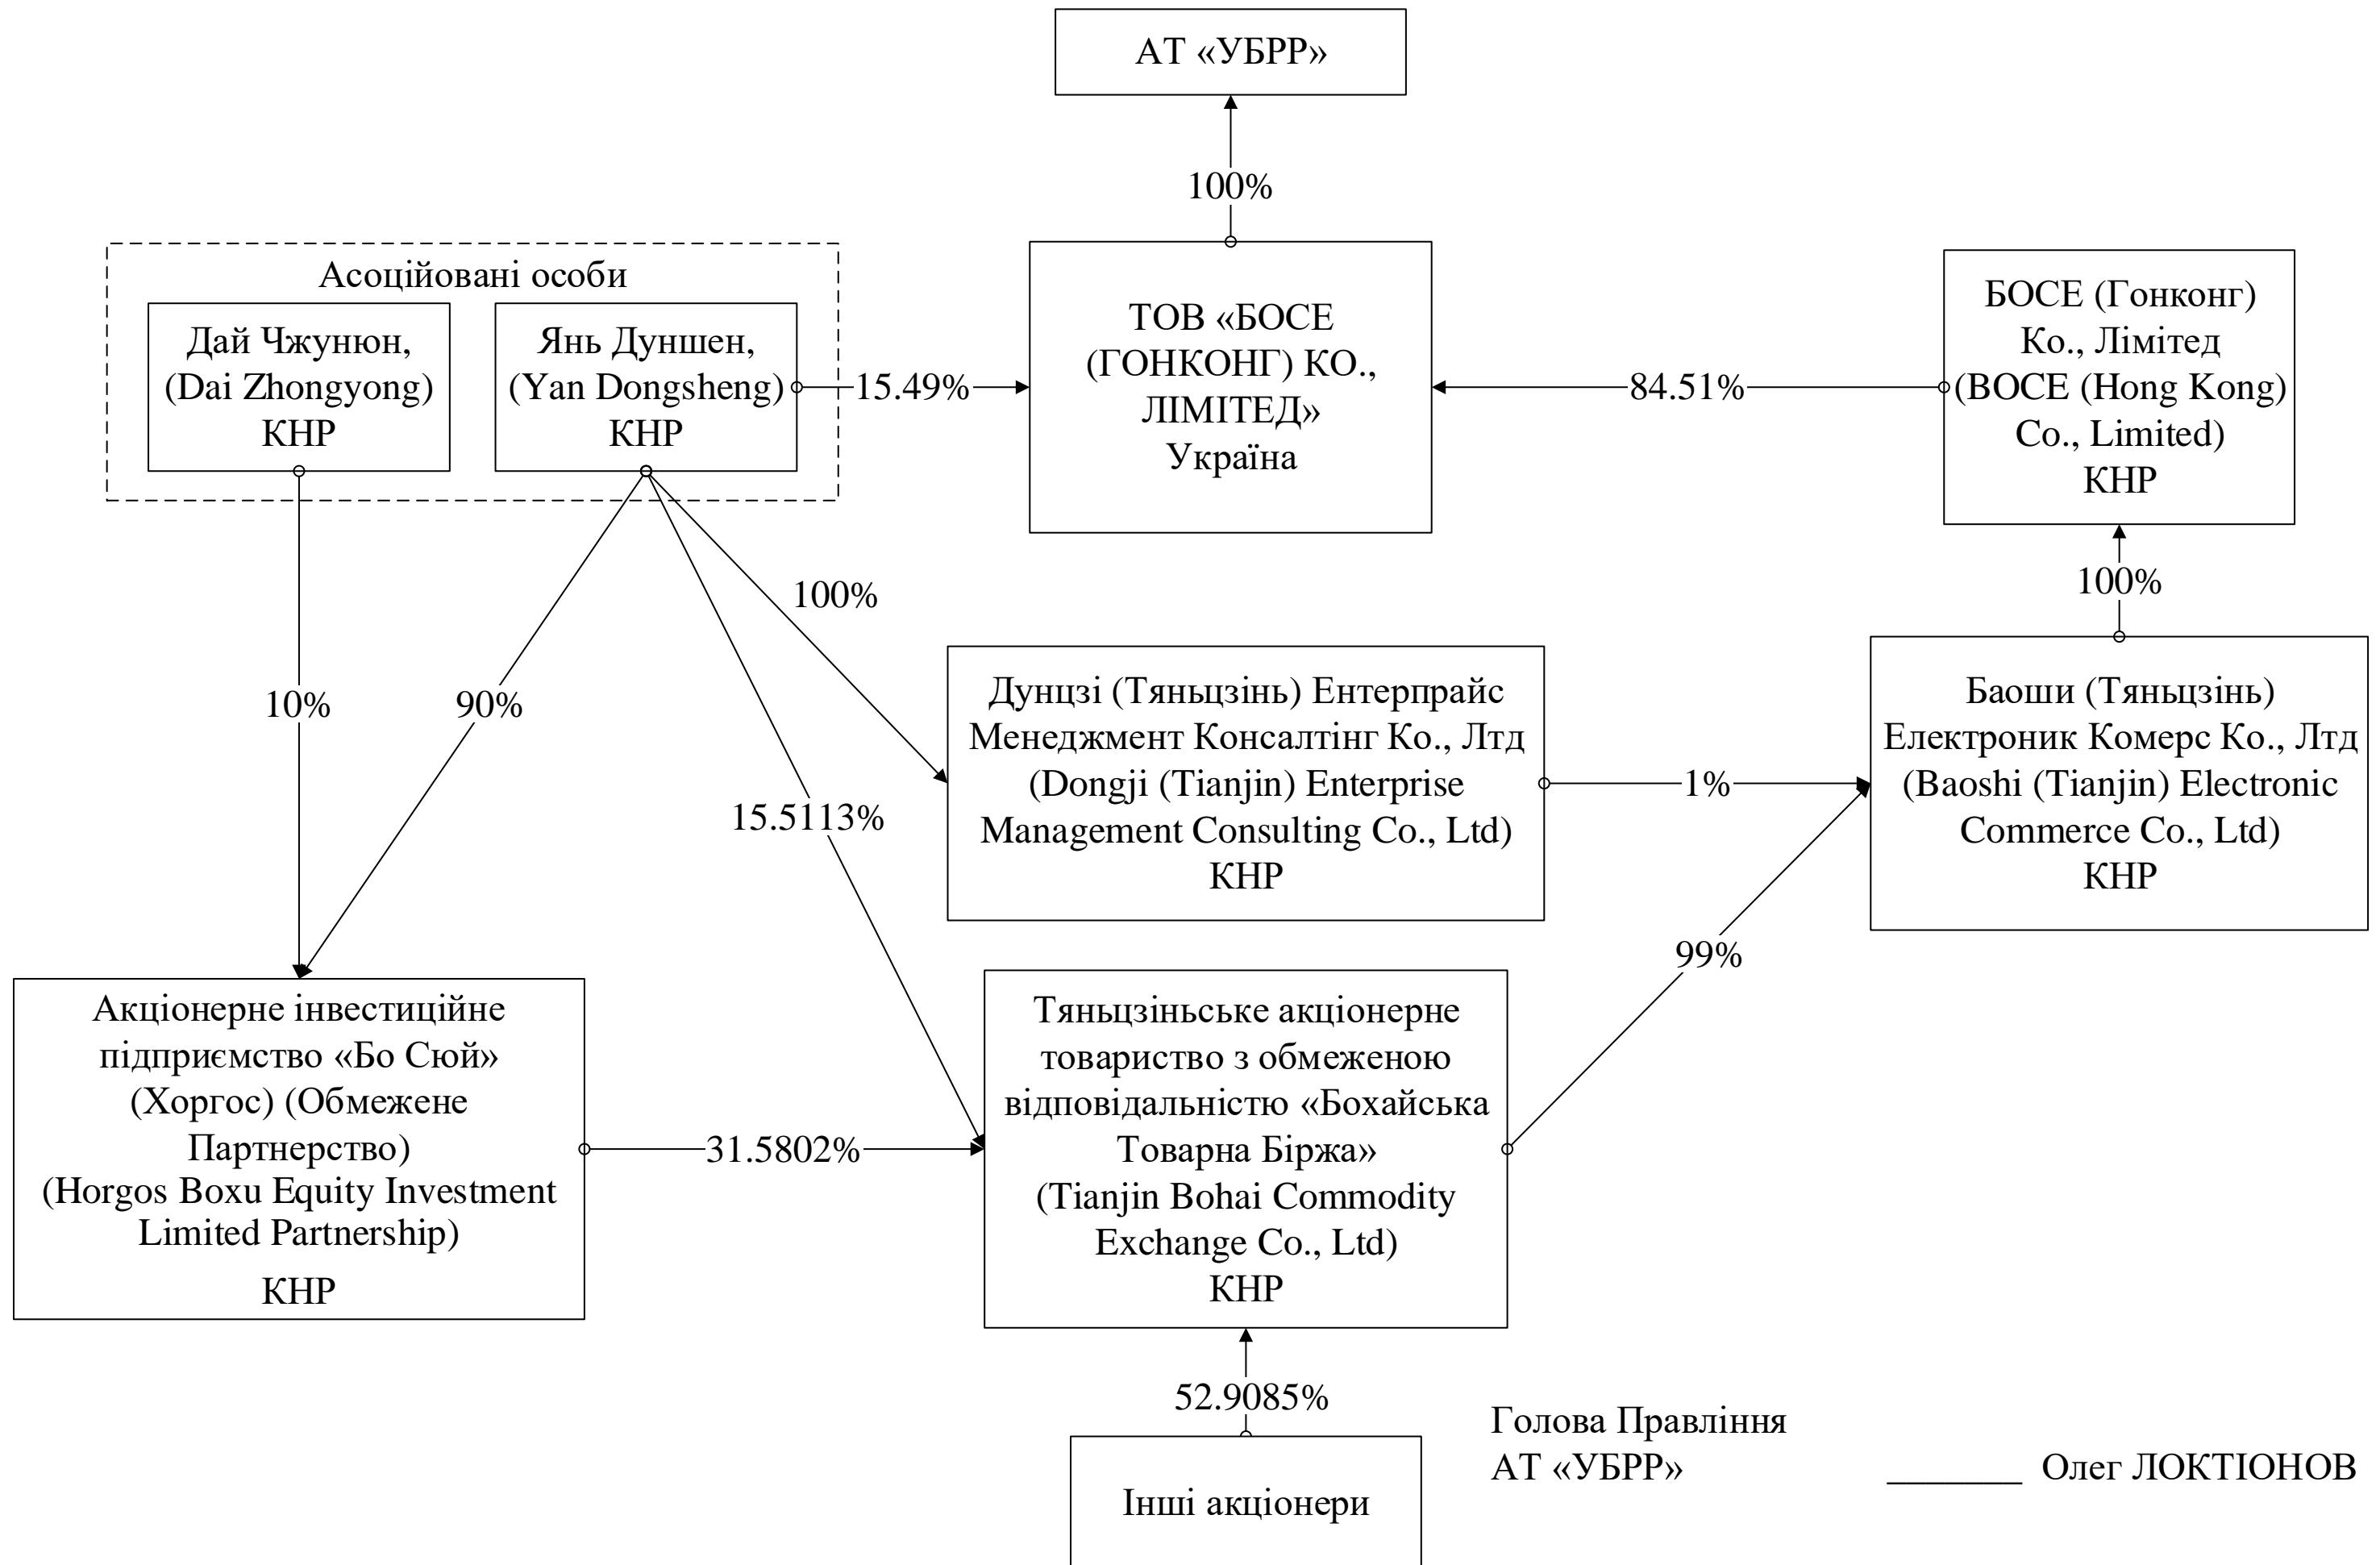 АТ «УБРР»
100%
Асоційовані особи
Дай Чжунюн,
(Dai Zhongyong)
КНР
Янь Дуншен,
(Yan Dongsheng)
КНР
15.49%
ТОВ «БОСЕ
(ГОНКОНГ) КО.,
ЛІМІТЕД»
Україна
84.51%
БОСЕ (Гонконг)
Ко., Лімітед
(BOCE (Hong Kong)
Co., Limited)
КНР
100%
100%
10%
90%
15.5113%
Дунцзі (Тяньцзінь) Ентерпрайс
Менеджмент Консалтінг Ко., Лтд
(Dongji (Tianjin) Enterprise
Management Consulting Co., Ltd)
КНР
1%
Баоши (Тяньцзінь)
Електроник Комерс Ко., Лтд
(Baoshi (Tianjin) Electronic
Commerce Co., Ltd)
КНР
99%
Акціонерне інвестиційне
підприємство «Бо Сюй»
(Хоргос) (Обмежене
Партнерство)
(Horgos Boxu Equity Investment
Limited Partnership)
КНР
31.5802%
Тяньцзіньське акціонерне
товариство з обмеженою
відповідальністю «Бохайська
Товарна Біржа»
(Tianjin Bohai Commodity
Exchange Co., Ltd)
КНР
52.9085%
Інші акціонери
Голова Правління
АТ «УБРР» _______ Олег ЛОКТІОНОВ